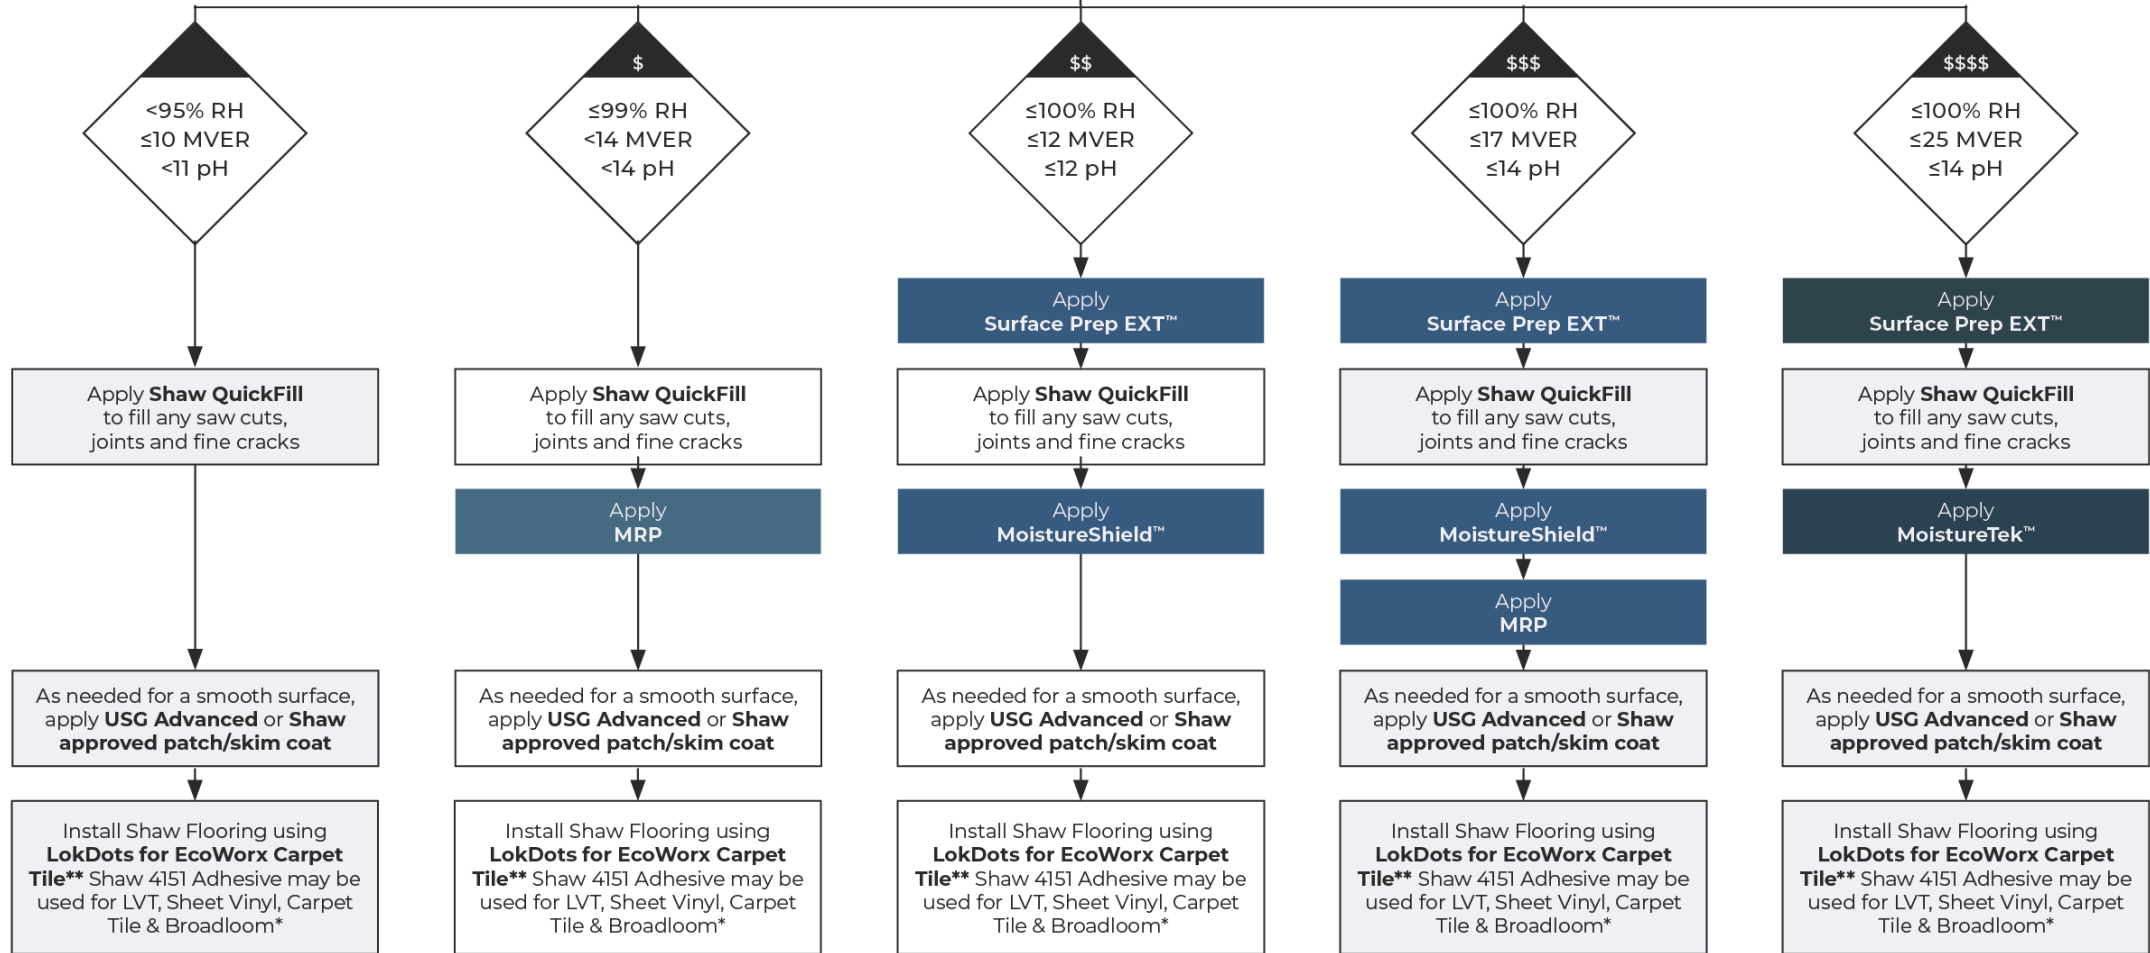 <95% RH
≤10 MVER
<11 pH
Apply Shaw QuickFill
to fill any saw cuts,
joints and fine cracks
As needed for a smooth surface,
apply USG Advanced or Shaw
approved patch/skim coat
Install Shaw Flooring using
LokDots for EcoWorx Carpet
Tile** Shaw 4151 Adhesive may be
used for LVT, Sheet Vinyl, Carpet
Tile & Broadloom*
$
≤99% RH
<14 MVER
<14 pH
Apply Shaw QuickFill
to fill any saw cuts,
joints and fine cracks
Apply
MRP
As needed for a smooth surface,
apply USG Advanced or Shaw
approved patch/skim coat
Install Shaw Flooring using
LokDots for EcoWorx Carpet
Tile** Shaw 4151 Adhesive may be
used for LVT, Sheet Vinyl, Carpet
Tile & Broadloom*
$$
≤100% RH
≤12 MVER
≤12 pH
Apply
Surface Prep EXT™
Apply Shaw QuickFill
to fill any saw cuts,
joints and fine cracks
Apply
MoistureShield™
As needed for a smooth surface,
apply USG Advanced or Shaw
approved patch/skim coat
Install Shaw Flooring using
LokDots for EcoWorx Carpet
Tile** Shaw 4151 Adhesive may be
used for LVT, Sheet Vinyl, Carpet
Tile & Broadloom*
$$$
≤100% RH
≤17 MVER
≤14 pH
Apply
Surface Prep EXT™
Apply Shaw QuickFill
to fill any saw cuts,
joints and fine cracks
Apply
MoistureShield™
Apply
MRP
As needed for a smooth surface,
apply USG Advanced or Shaw
approved patch/skim coat
Install Shaw Flooring using
LokDots for EcoWorx Carpet
Tile** Shaw 4151 Adhesive may be
used for LVT, Sheet Vinyl, Carpet
Tile & Broadloom*
$$$$
≤100% RH
≤25 MVER
≤14 pH
Apply
Surface Prep EXT™
Apply Shaw QuickFill
to fill any saw cuts,
joints and fine cracks
Apply
MoistureTek™
As needed for a smooth surface,
apply USG Advanced or Shaw
approved patch/skim coat
Install Shaw Flooring using
LokDots for EcoWorx Carpet
Tile** Shaw 4151 Adhesive may be
used for LVT, Sheet Vinyl, Carpet
Tile & Broadloom*